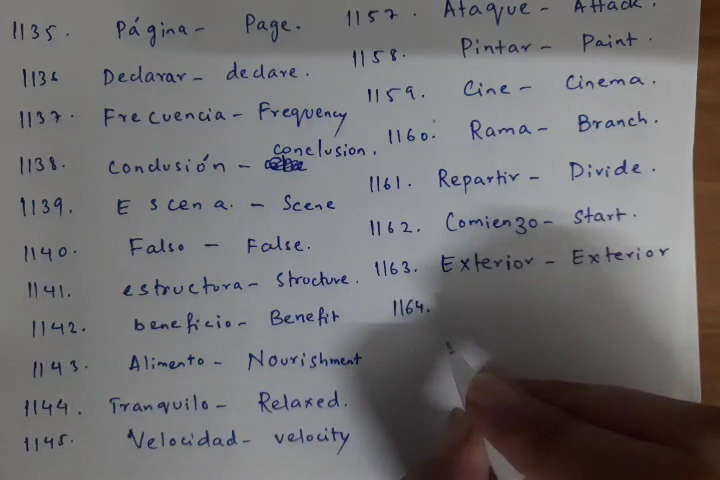 1135. Página - Page.
1136 Declarar - declare.
1137. Frecuencia - Frequency
1138. Conclusión - conclusion.
1139. Escena. - Scene
1140. Falso - False.
1141. estructura - Structure.
1142. beneficio - Benefit
1143. Alimento - Nourishment
1144. Tranquilo - Relaxed.
1145. Velocidad - velocity
1157. Ataque - Attack.
1158. Pintar - Paint.
1159. Cine - Cinema.
1160. Rama - Branch.
1161. Repartir - Divide.
1162. Comienzo - Start.
1163. Exterior - Exterior
1164.